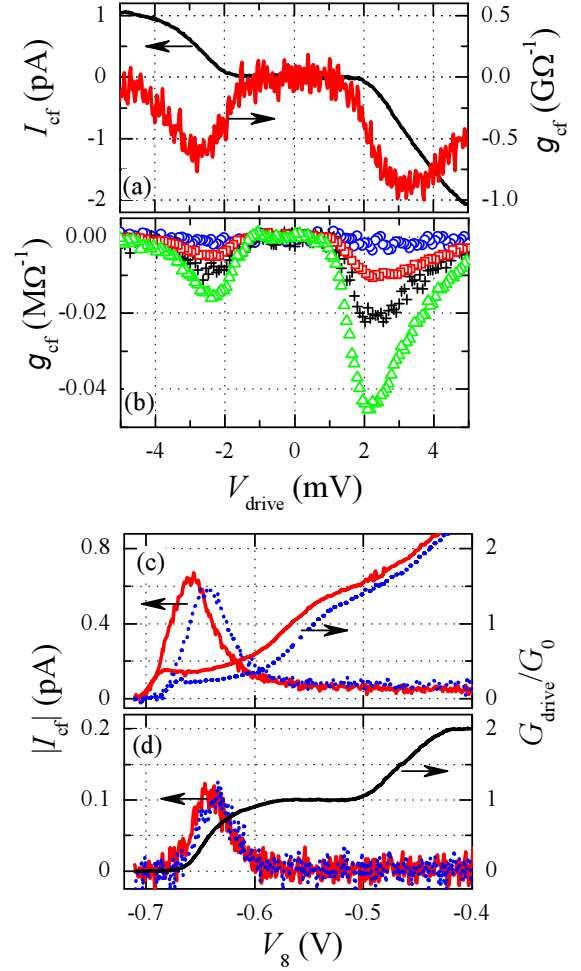 1
0
-1
-2
I_cf (pA)
0.5
0.0
-0.5
-1.0
g_cf (GΩ⁻¹)
(a)
0.00
-0.02
-0.04
g_cf (MΩ⁻¹)
(b)
-4 -2 0 2 4
V_drive (mV)
0.8
0.4
0
(c)
2
1
0
|I_cf| (pA)
G_drive/G_0
0.2
0.1
0
(d)
2
1
0
-0.7 -0.6 -0.5 -0.4
V_8 (V)